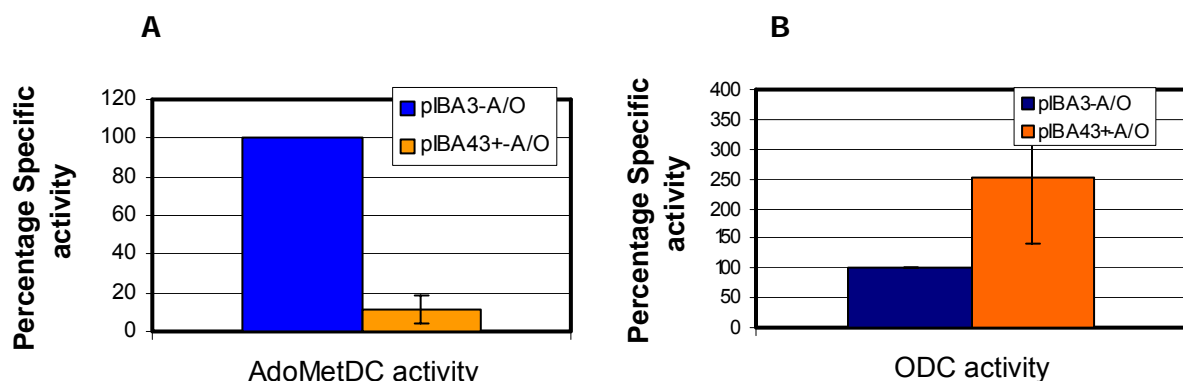 A
Percentage Specific
activity
120
100
80
60
40
20
0
pIBA3-A/O
pIBA43+-A/O
AdoMetDC activity
B
Percentage Specific
activity
400
350
300
250
200
150
100
50
0
pIBA3-A/O
pIBA43+-A/O
ODC activity